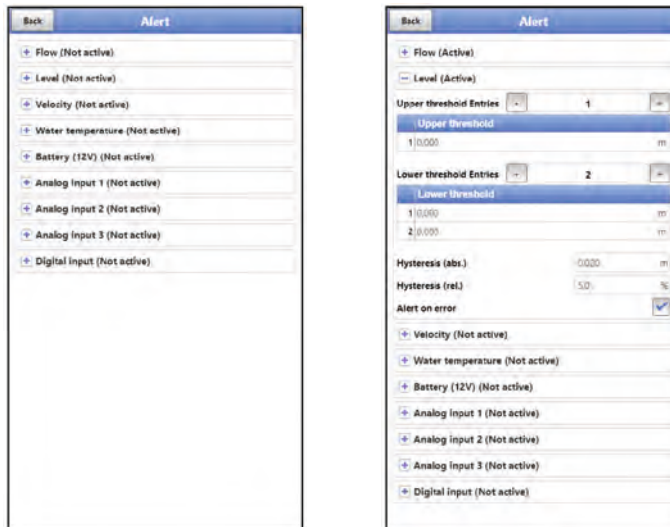 Back Alert
+ Flow (Not active)
+ Level (Not active)
+ Velocity (Not active)
+ Water temperature (Not active)
+ Battery (12V) (Not active)
+ Analog input 1 (Not active)
+ Analog input 2 (Not active)
+ Analog input 3 (Not active)
+ Digital input (Not active)
Back Alert
+ Flow (Active)
− Level (Active)
Upper threshold Entries - 1
Upper threshold
1 0.000 m
Lower threshold Entries - 2
Lower threshold
1 0.000 m
2 0.000 m
Hysteresis (abs.) 0.020 m
Hysteresis (rel.) 5.0 %
Alert on error
+ Velocity (Not active)
+ Water temperature (Not active)
+ Battery (12V) (Not active)
+ Analog input 1 (Not active)
+ Analog input 2 (Not active)
+ Analog input 3 (Not active)
+ Digital input (Not active)